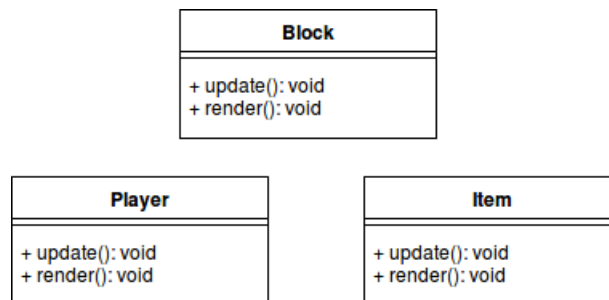 Block
+ update(): void
+ render(): void
Player
+ update(): void
+ render(): void
Item
+ update(): void
+ render(): void